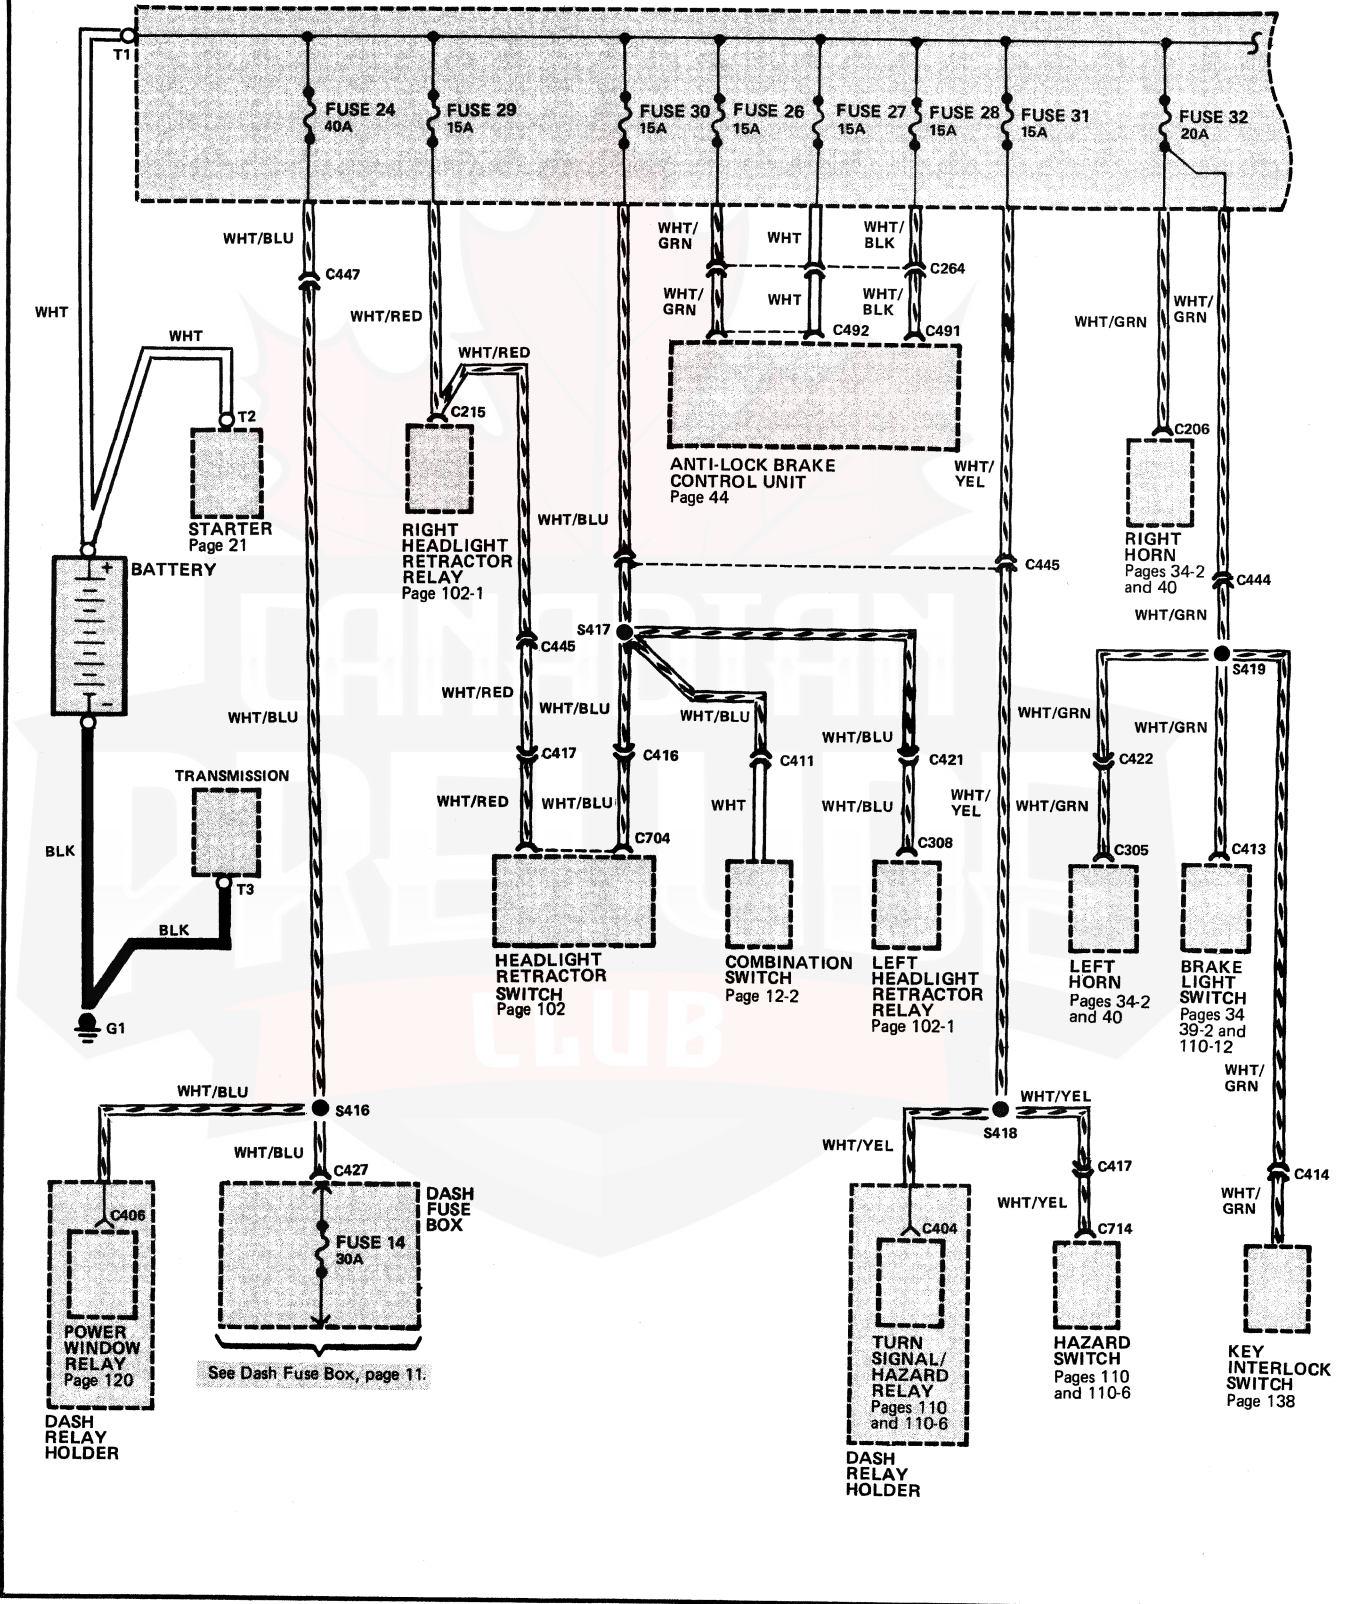 T1
FUSE 24
40A
FUSE 29
15A
FUSE 30
15A
FUSE 26
15A
FUSE 27
15A
FUSE 28
15A
FUSE 31
15A
FUSE 32
20A
WHT/BLU
C447
WHT
WHT
T2
STARTER
Page 21
BATTERY
+
-
WHT/RED
WHT/RED
C215
RIGHT
HEADLIGHT
RETRACTOR
RELAY
Page 102-1
WHT/
GRN
WHT
WHT/
BLK
C264
WHT/
GRN
WHT
WHT/
BLK
C492
C491
ANTI-LOCK BRAKE
CONTROL UNIT
Page 44
WHT/
YEL
WHT/GRN
WHT/
GRN
C206
RIGHT
HORN
Pages 34-2
and 40
C444
WHT/GRN
WHT/BLU
C445
S417
C445
S419
WHT/RED
WHT/BLU
WHT/BLU
WHT/BLU
WHT/GRN
WHT/GRN
WHT/BLU
C417
C416
C411
C421
C422
WHT/RED
WHT/BLU
WHT
WHT/BLU
WHT/
YEL
WHT/GRN
C704
C308
C305
C413
TRANSMISSION
BLK
T3
BLK
G1
HEADLIGHT
RETRACTOR
SWITCH
Page 102
COMBINATION
SWITCH
Page 12-2
LEFT
HEADLIGHT
RETRACTOR
RELAY
Page 102-1
LEFT
HORN
Pages 34-2
and 40
BRAKE
LIGHT
SWITCH
Pages 34
39-2 and
110-12
WHT/
GRN
WHT/BLU
S416
WHT/BLU
C427
C406
POWER
WINDOW
RELAY
Page 120
DASH
RELAY
HOLDER
DASH
FUSE
BOX
FUSE 14
30A
See Dash Fuse Box, page 11.
WHT/YEL
S418
WHT/YEL
C417
WHT/YEL
C714
C404
TURN
SIGNAL/
HAZARD
RELAY
Pages 110
and 110-6
DASH
RELAY
HOLDER
HAZARD
SWITCH
Pages 110
and 110-6
C414
WHT/
GRN
KEY
INTERLOCK
SWITCH
Page 138
CANADIAN
PRELUDE
CLUB